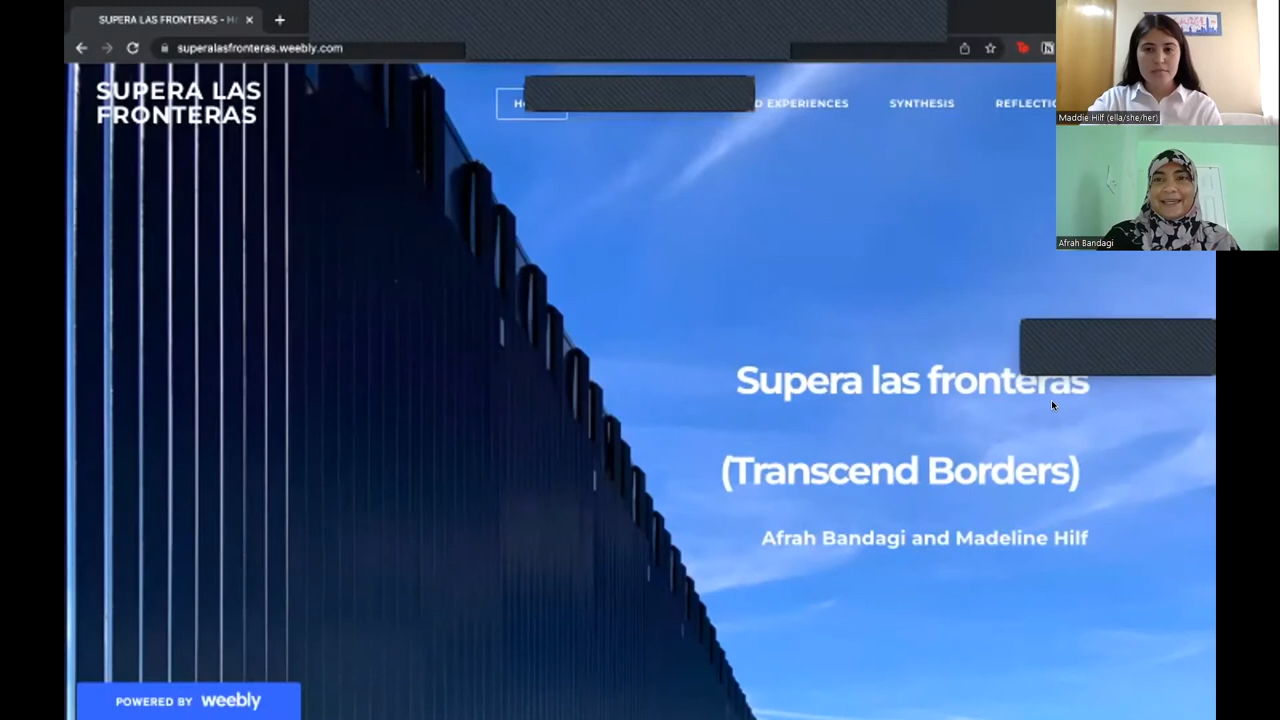 SUPERA LAS FRONTERAS - H
superalasfronteras.weebly.com
SUPERA LAS
FRONTERAS
EXPERIENCES
SYNTHESIS
Maddie Hilf (ella/she/her)
Afrah Bandagi
Supera las fronteras
(Transcend Borders)
Afrah Bandagi and Madeline Hilf
POWERED BY weebly